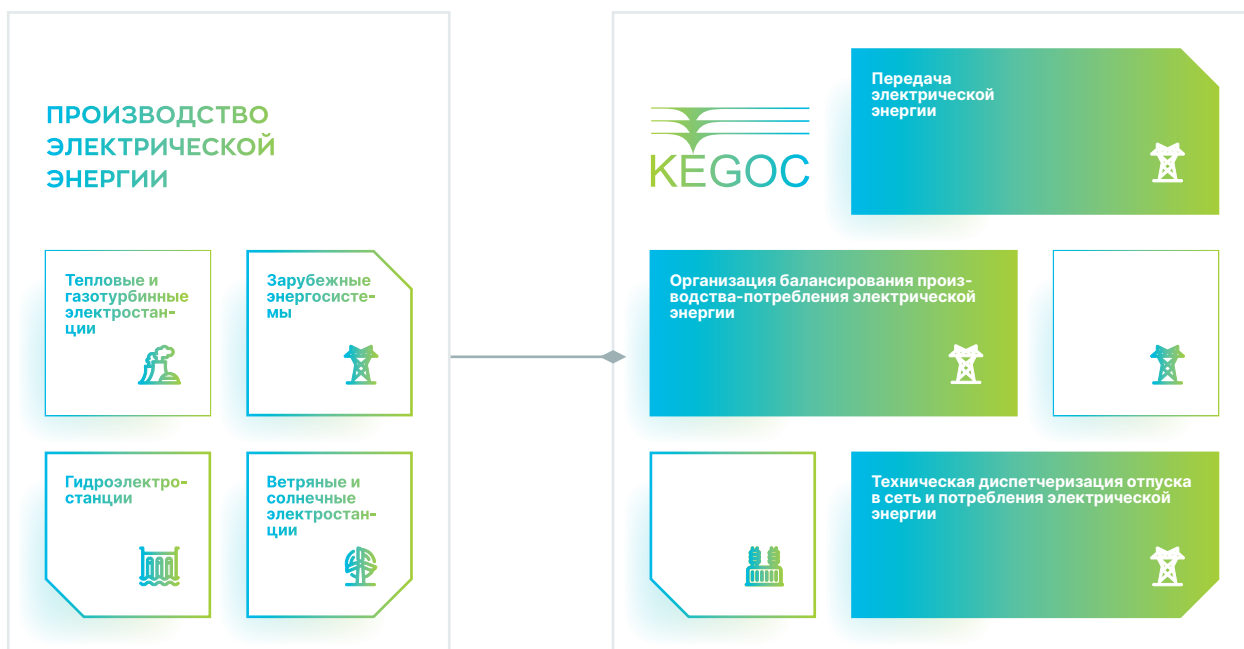 ПРОИЗВОДСТВО
ЭЛЕКТРИЧЕСКОЙ
ЭНЕРГИИ
Тепловые и
газотурбинные
электростан-
ции
Зарубежные
энергосисте-
мы
Гидроэлектро-
станции
Ветряные и
солнечные
электростан-
ции
KEGOC
Передача
электрической
энергии
Организация балансирования произ-
водства-потребления электрической
энергии
Техническая диспетчеризация отпуска
в сеть и потребления электрической
энергии